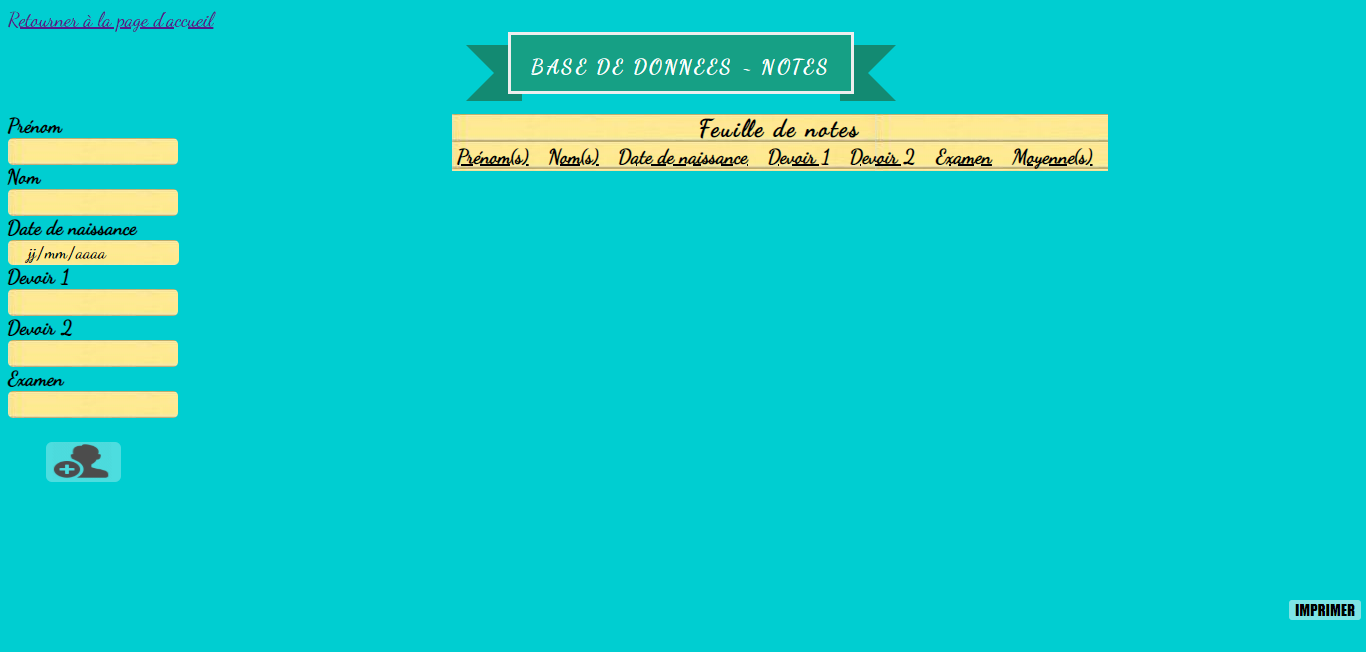 Retourner à la page d'accueil
BASE DE DONNEES - NOTES
Prénom
Nom
Date de naissance
jj/mm/aaaa
Devoir 1
Devoir 2
Examen
Feuille de notes
Prénom(s) Nom(s) Date de naissance Devoir 1 Devoir 2 Examen Moyenne(s)
IMPRIMER